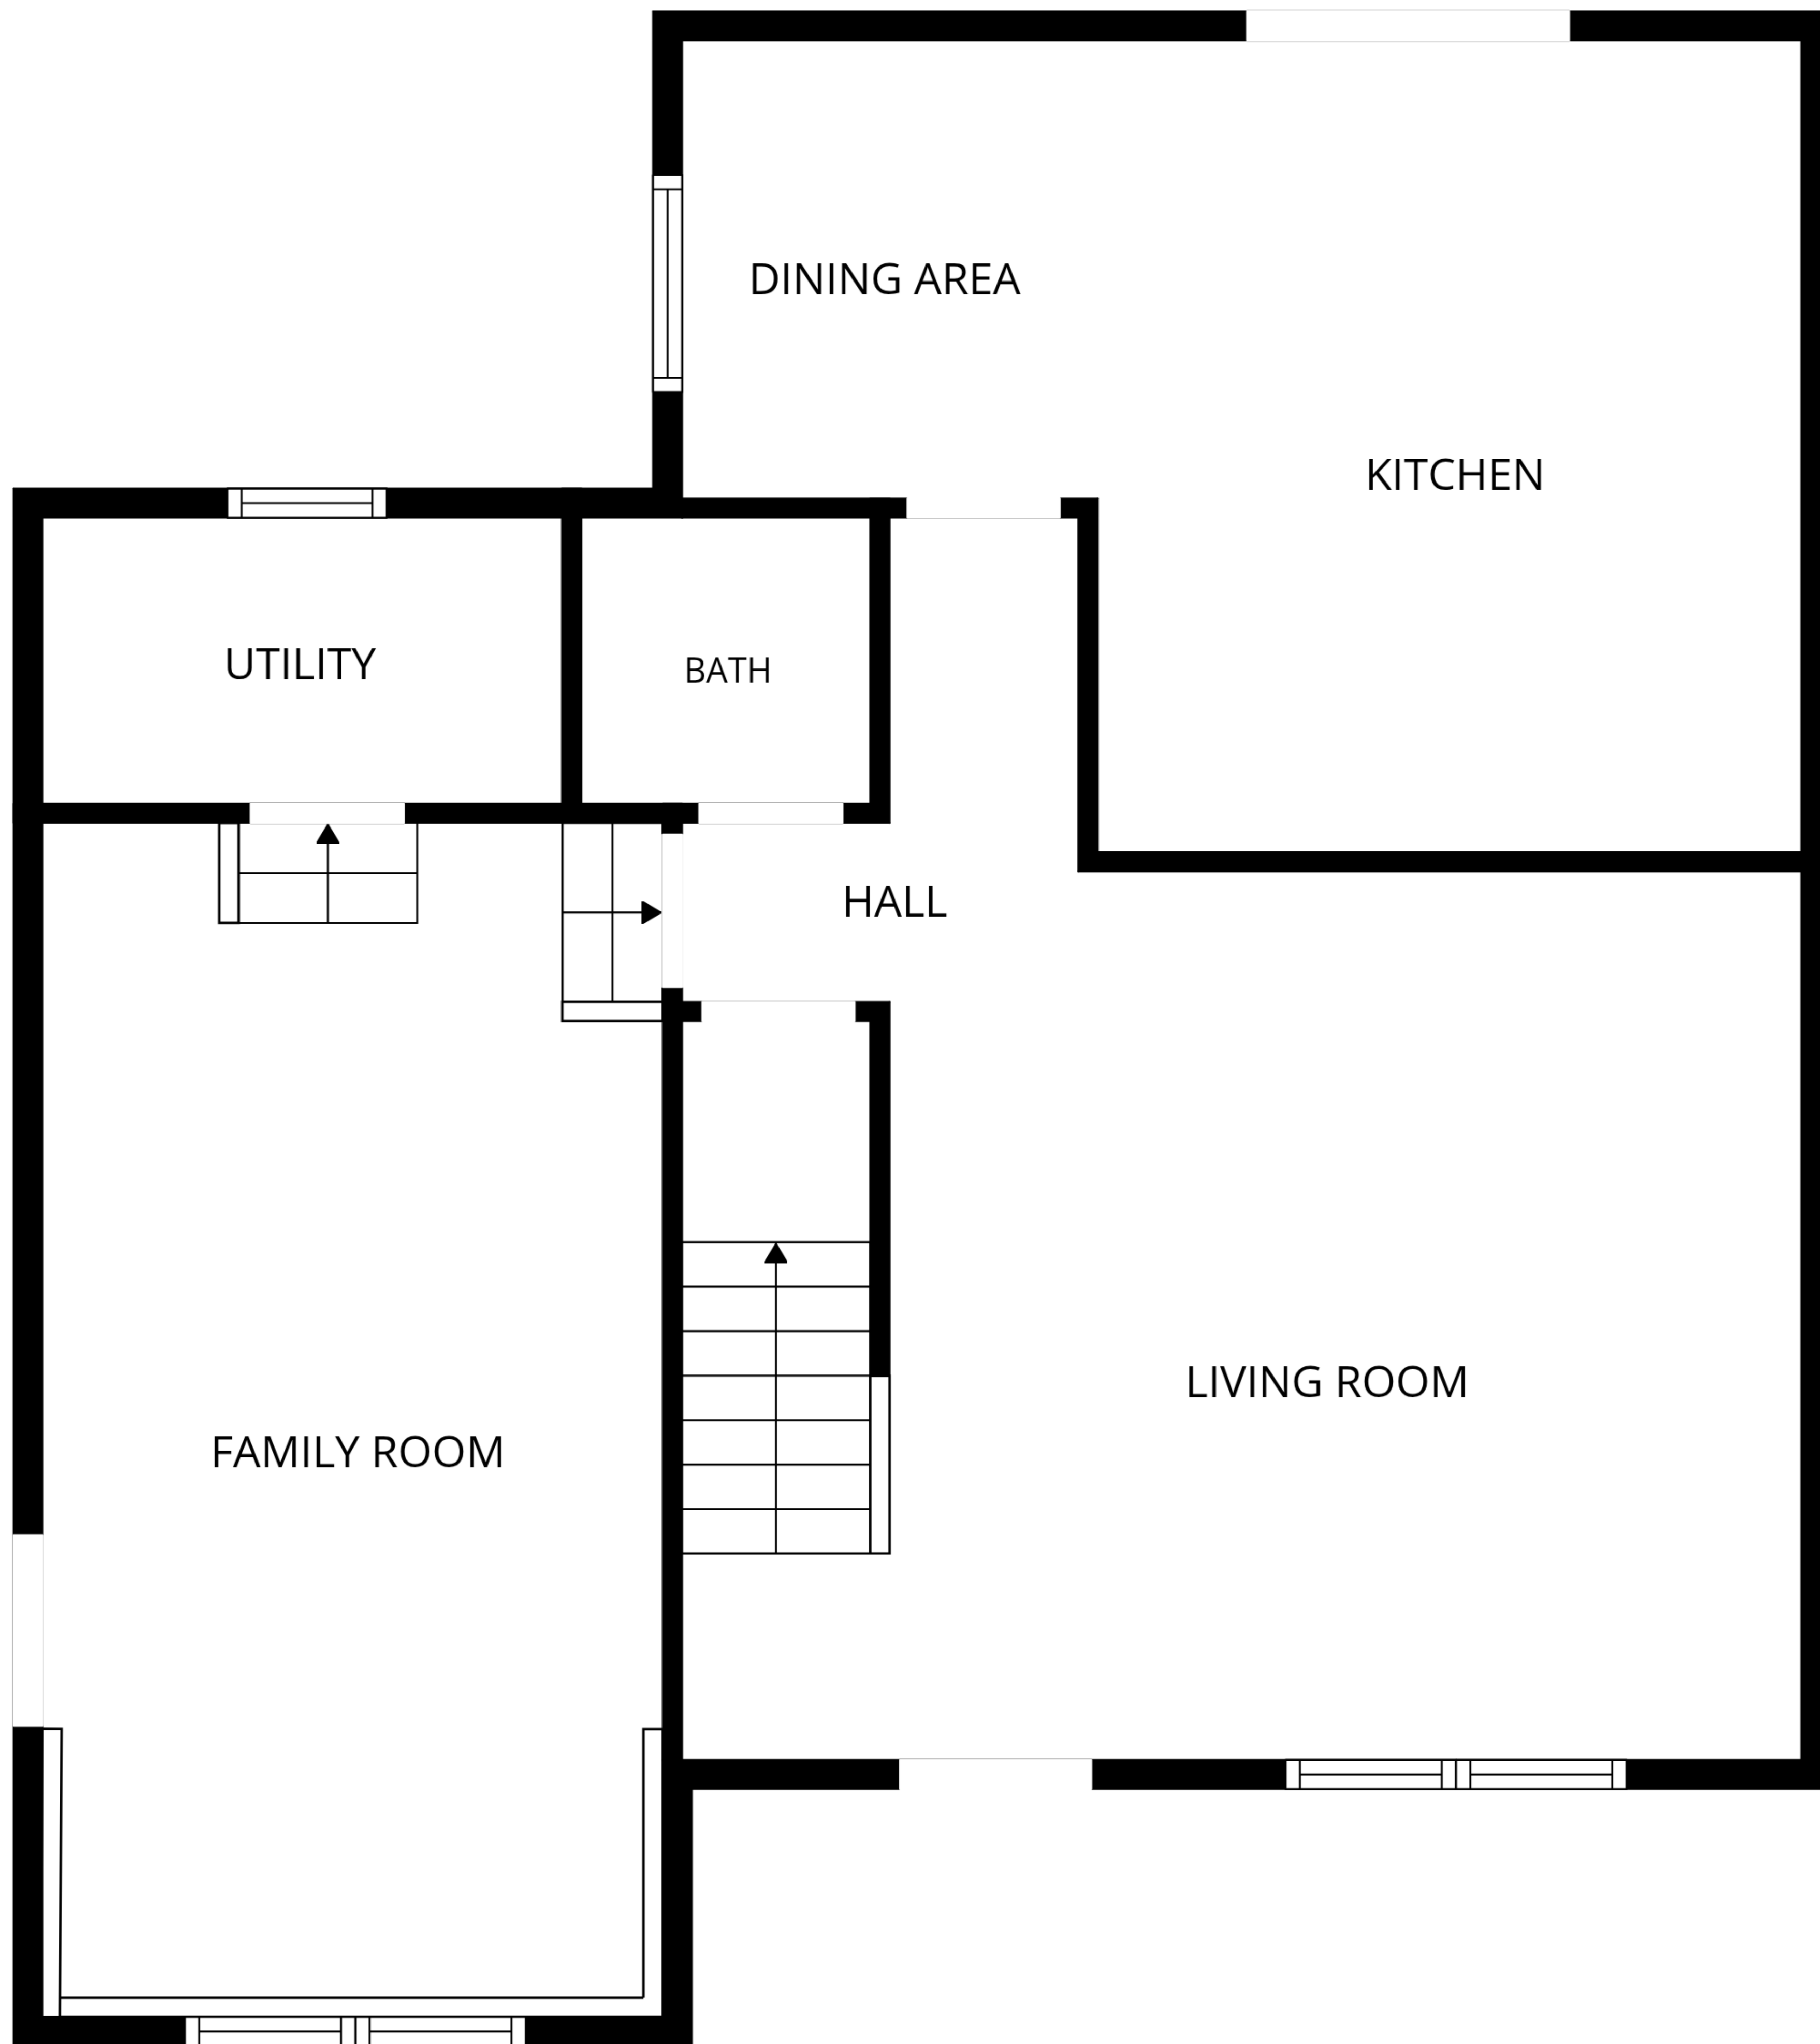 DINING AREA
KITCHEN
UTILITY
BATH
HALL
LIVING ROOM
FAMILY ROOM